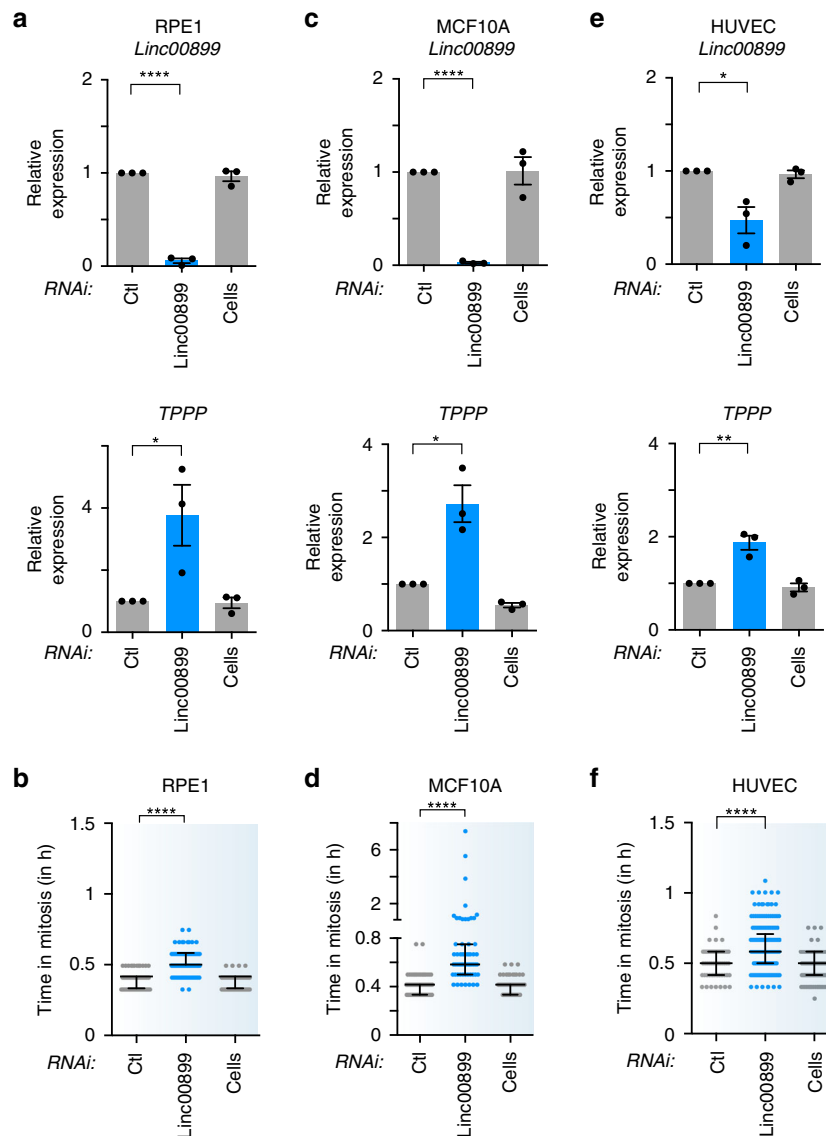 a
RPE1
Linc00899
****
2
1
0
Relative
expression
RNAi:
Ctl
Linc00899
Cells
TPPP
*
4
0
Relative
expression
RNAi:
Ctl
Linc00899
Cells
b
RPE1
****
1.5
1
0.5
0
Time in mitosis (in h)
RNAi:
Ctl
Linc00899
Cells
c
MCF10A
Linc00899
****
2
1
0
Relative
expression
RNAi:
Ctl
Linc00899
Cells
TPPP
*
4
2
0
Relative
expression
RNAi:
Ctl
Linc00899
Cells
d
MCF10A
****
6
2
0.8
0.4
0
Time in mitosis (in h)
RNAi:
Ctl
Linc00899
Cells
e
HUVEC
Linc00899
*
2
1
0
Relative
expression
RNAi:
Ctl
Linc00899
Cells
TPPP
**
4
2
1
0
Relative
expression
RNAi:
Ctl
Linc00899
Cells
f
HUVEC
****
1.5
1
0.5
0
Time in mitosis (in h)
RNAi:
Ctl
Linc00899
Cells